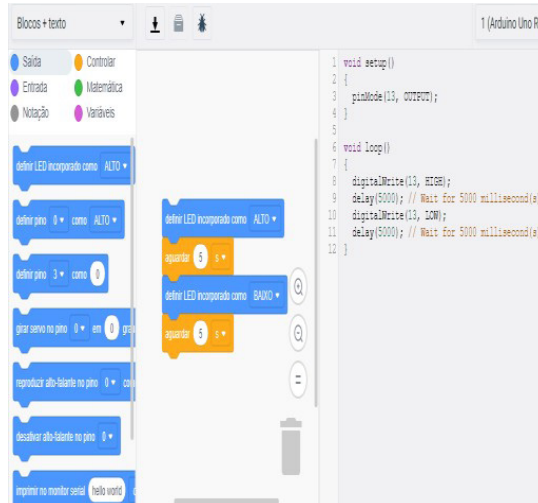 Blocos + texto
1 (Arduino Uno R
Saída
Controlar
Entrada
Matemática
Notação
Variáveis
definir LED incorporado como ALTO
definir pino 0 como ALTO
definir pino 3 como 0
girar servo no pino 0 em 0 gra
reproduzir alto-falante no pino 0 co
desativar alto-falante no pino 0
imprimir no monitor serial hello world
definir LED incorporado como ALTO
aguardar 5 s
definir LED incorporado como BAIXO
aguardar 5 s
1 void setup()
2 {
3 pinMode(13, OUTPUT);
4 }
5
6 void loop()
7 {
8 digitalWrite(13, HIGH);
9 delay(5000); // Wait for 5000 millisecond(s
10 digitalWrite(13, LOW);
11 delay(5000); // Wait for 5000 millisecond(s
12 }